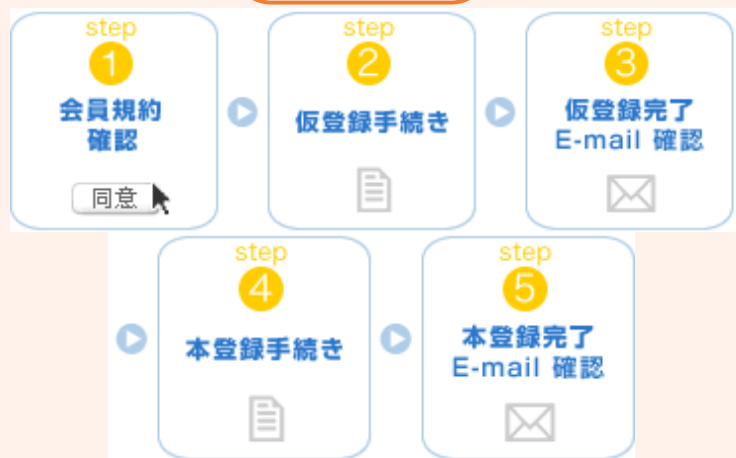 step
1
会員規約
確認
同意
step
2
仮登録手続き
step
3
仮登録完了
E-mail 確認
step
4
本登録手続き
step
5
本登録完了
E-mail 確認